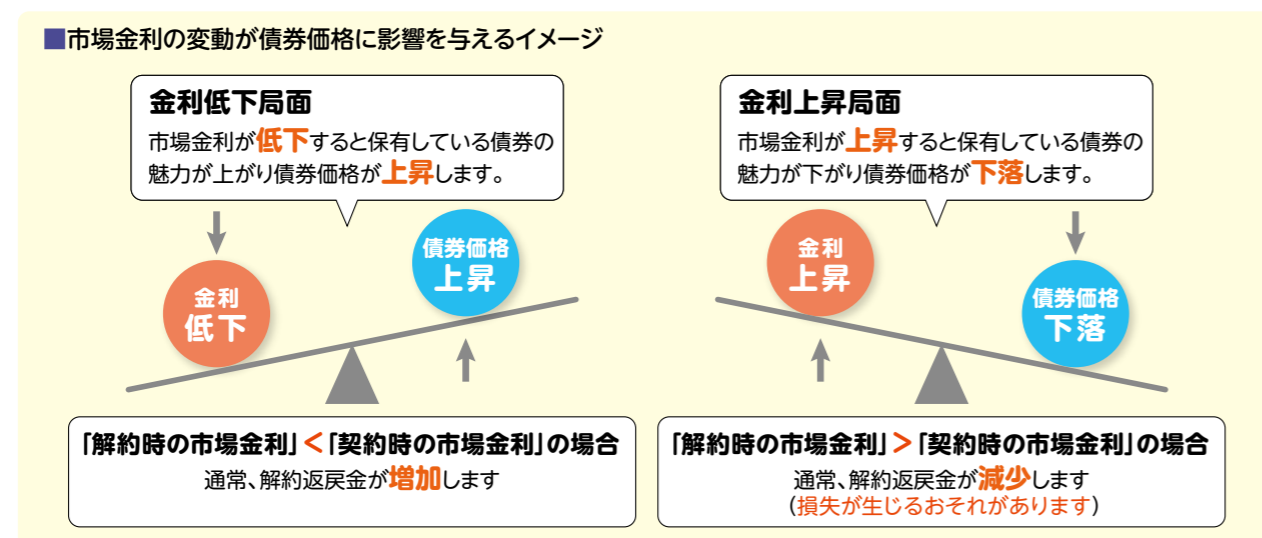 ■市場金利の変動が債券価格に影響を与えるイメージ
金利低下局面
市場金利が低下すると保有している債券の
魅力が上がり債券価格が上昇します。
金利
低下
債券価格
上昇
「解約時の市場金利」<「契約時の市場金利」の場合
通常、解約返戻金が増加します
金利上昇局面
市場金利が上昇すると保有している債券の
魅力が下がり債券価格が下落します。
金利
上昇
債券価格
下落
「解約時の市場金利」>「契約時の市場金利」の場合
通常、解約返戻金が減少します
(損失が生じるおそれがあります)